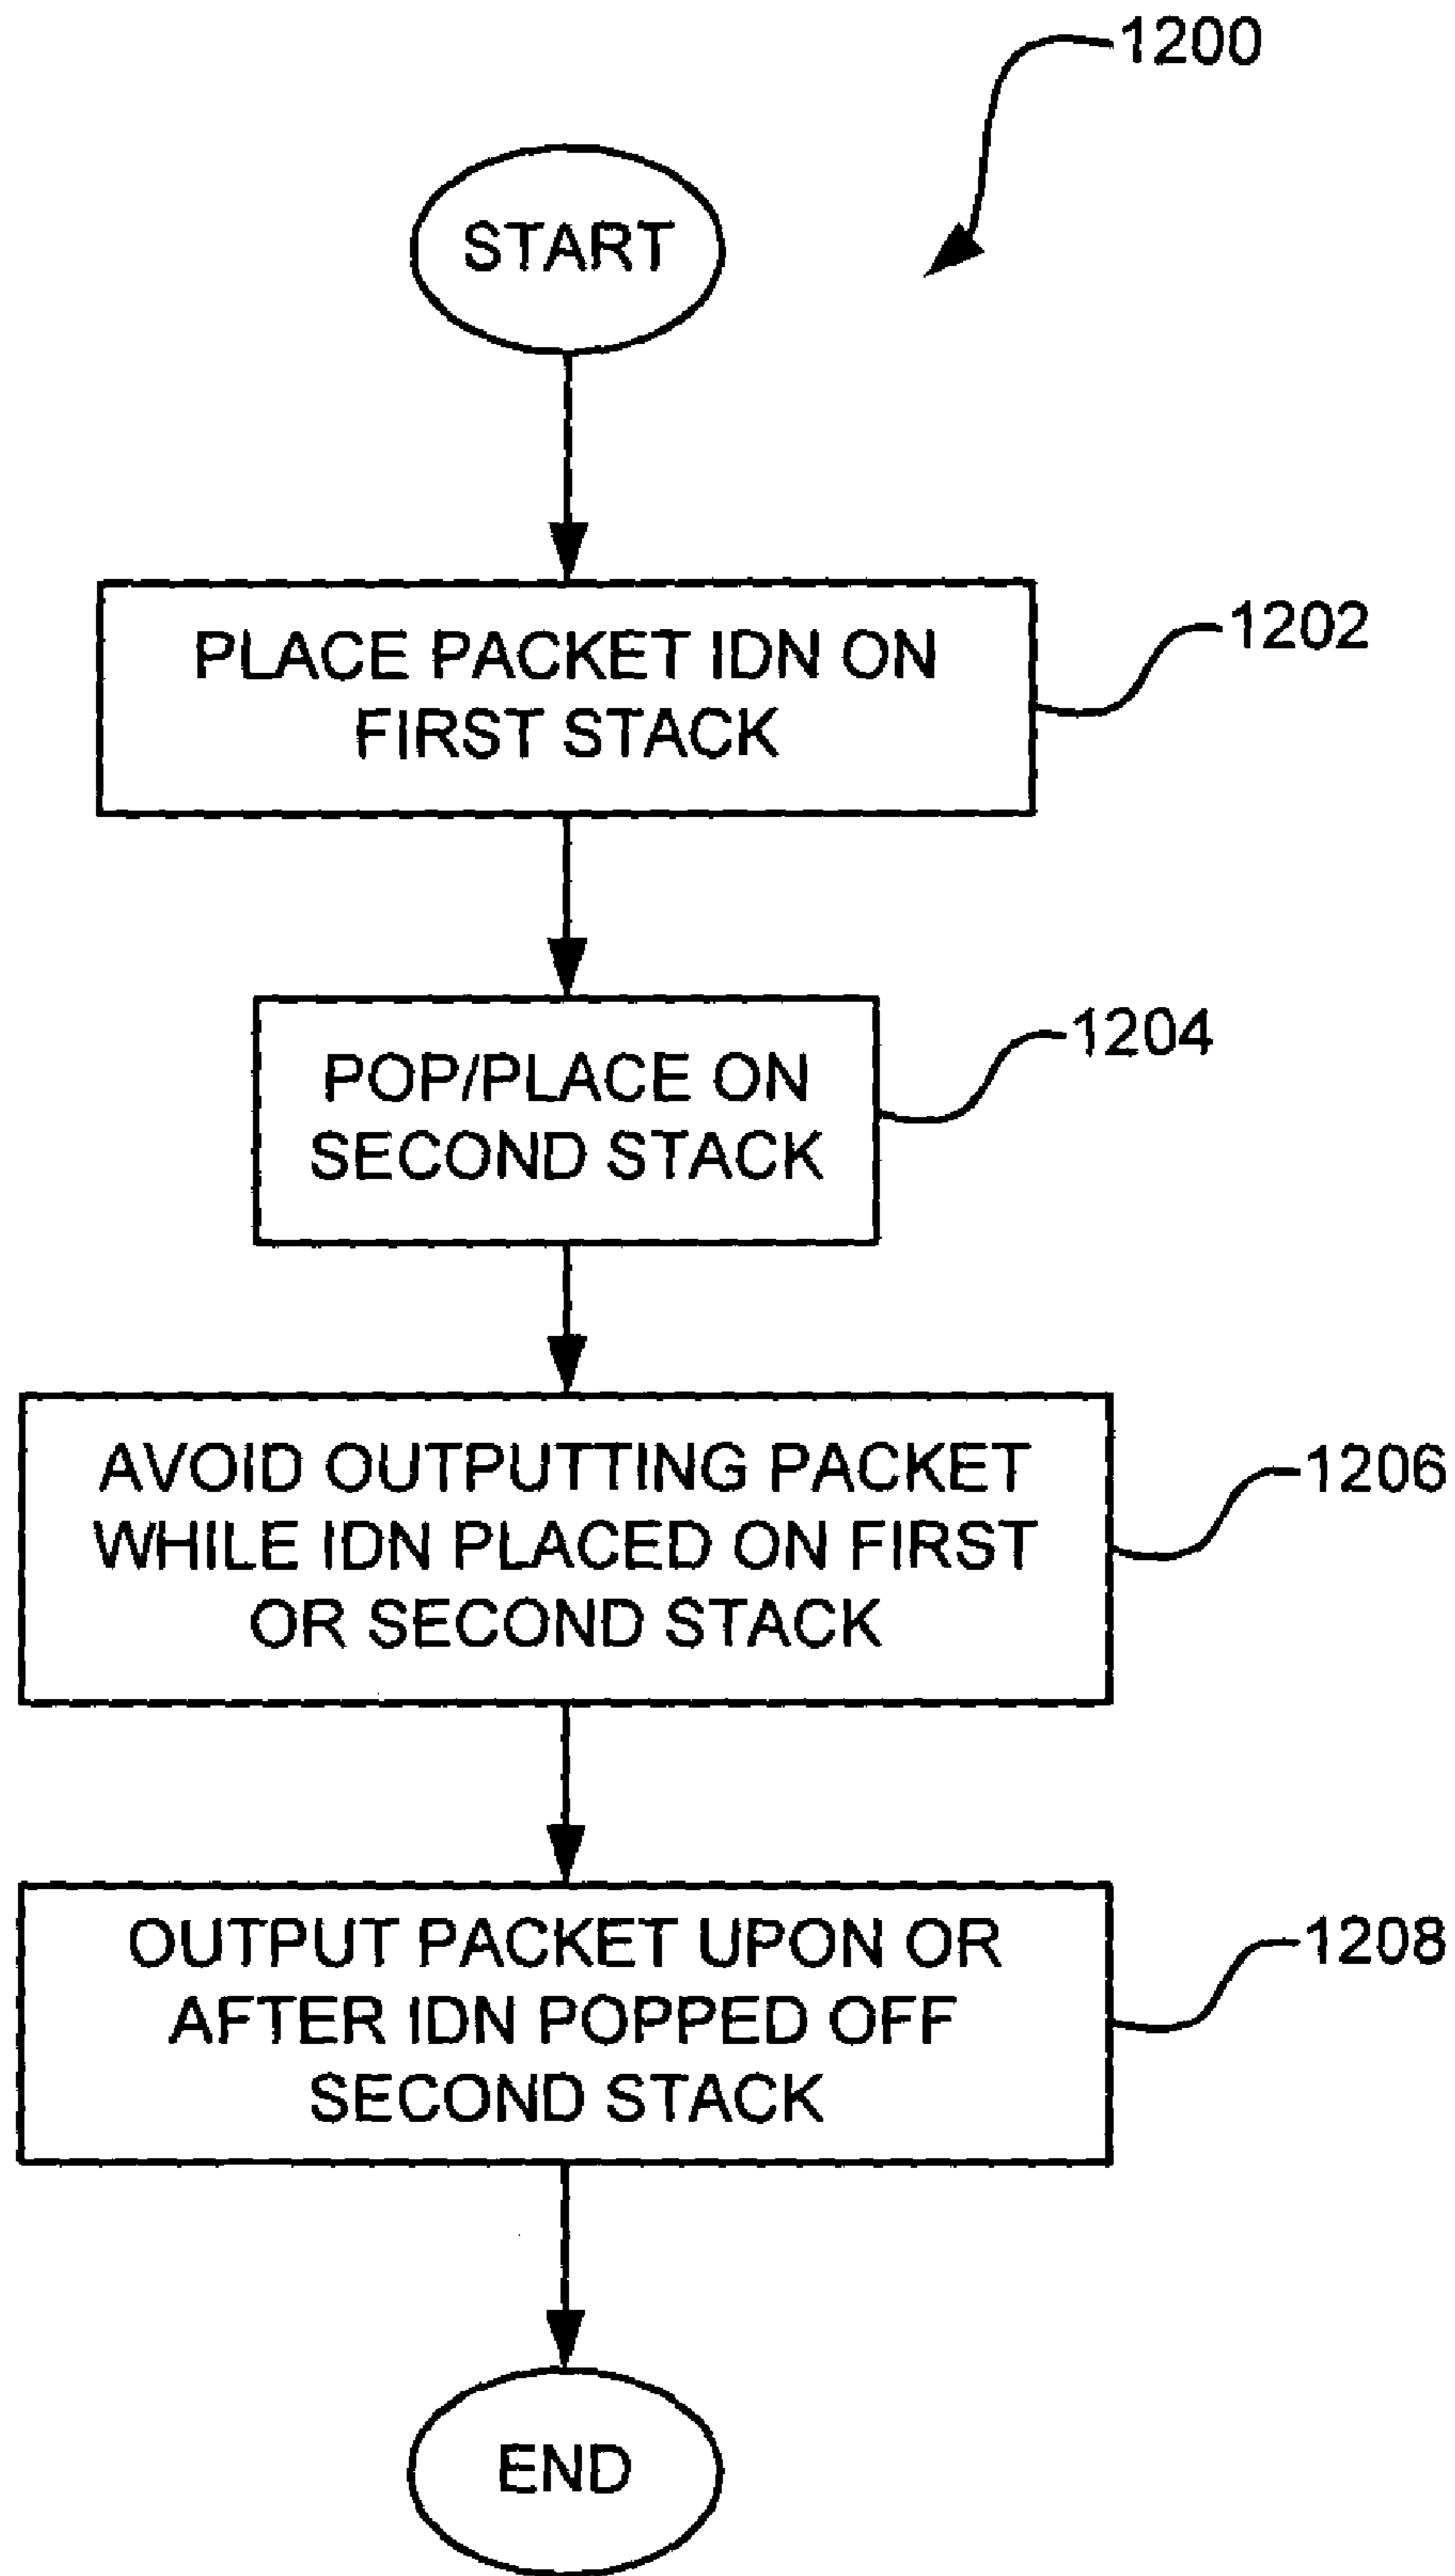 1200
START
PLACE PACKET IDN ON
FIRST STACK
1202
POP/PLACE ON
SECOND STACK
1204
AVOID OUTPUTTING PACKET
WHILE IDN PLACED ON FIRST
OR SECOND STACK
1206
OUTPUT PACKET UPON OR
AFTER IDN POPPED OFF
SECOND STACK
1208
END